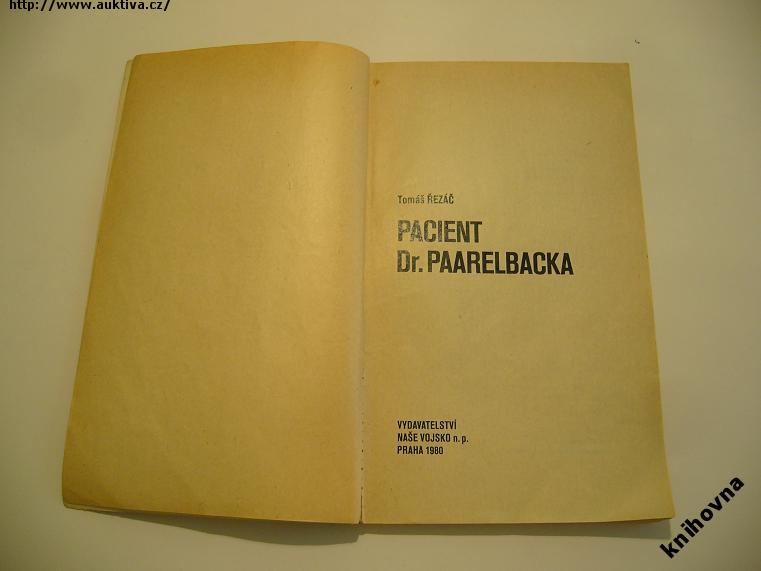 http://www.auktiva.cz/
Tomáš ŘEZÁČ
PACIENT
Dr. PAARELBACKA
VYDAVATELSTVÍ
NAŠE VOJSKO n. p.
PRAHA 1980
knihovna